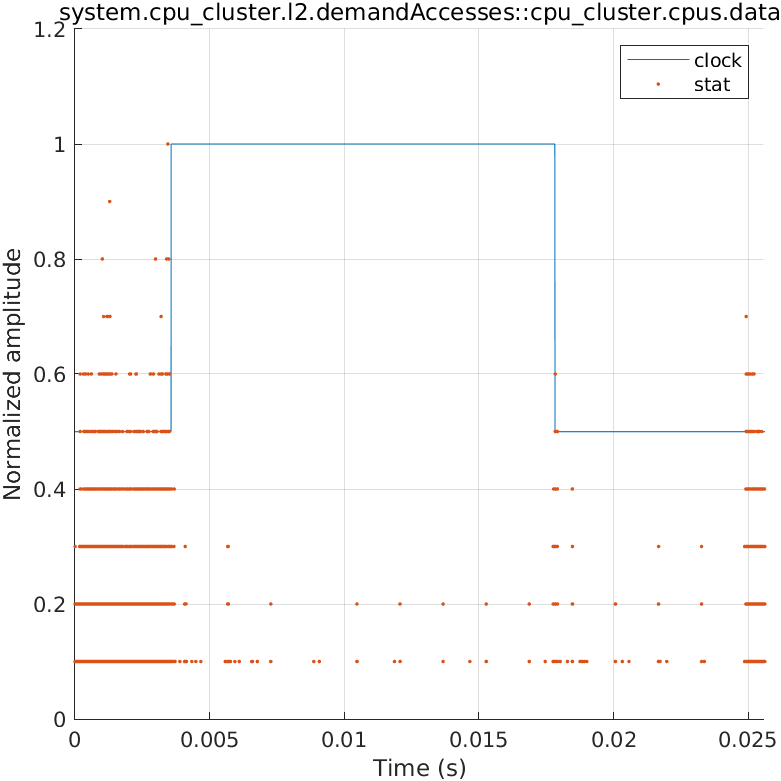 system.cpu_cluster.l2.demandAccesses::cpu_cluster.cpus.data
1.2
1
0.8
0.6
0.4
0.2
0
Normalized amplitude
clock
stat
0 0.005 0.01 0.015 0.02 0.025
Time (s)